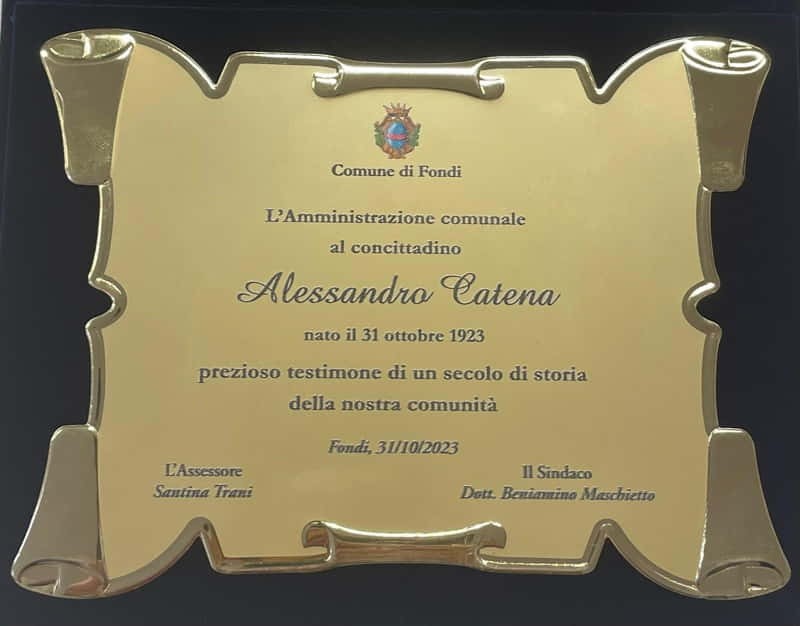 Comune di Fondi
L'Amministrazione comunale
al concittadino
Alessandro Catena
nato il 31 ottobre 1923
prezioso testimone di un secolo di storia
della nostra comunità
Fondi, 31/10/2023
L'Assessore
Santina Trani
Il Sindaco
Dott. Beniamino Maschietto